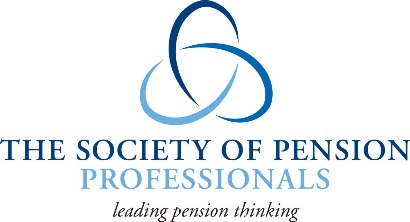 THE SOCIETY OF PENSION
PROFESSIONALS
leading pension thinking